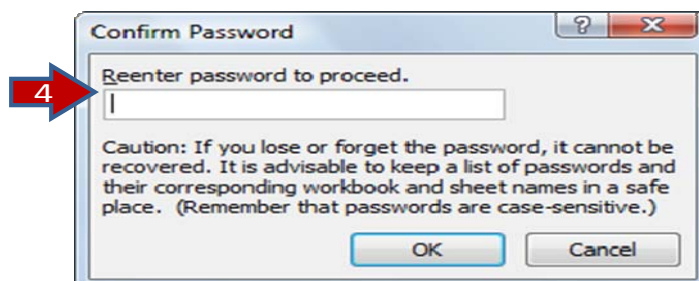 Confirm Password
Reenter password to proceed.
4
Caution: If you lose or forget the password, it cannot be
recovered. It is advisable to keep a list of passwords and
their corresponding workbook and sheet names in a safe
place. (Remember that passwords are case-sensitive.)
OK Cancel